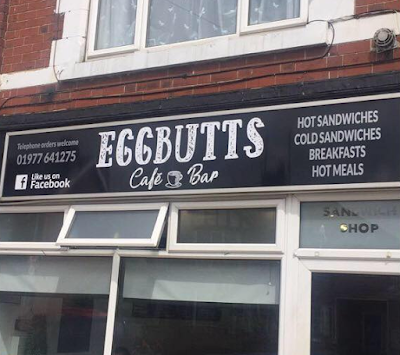 Telephone orders welcome
01977 641275
f Like us on
Facebook
EGGBUTTS
Café Bar
HOT SANDWICHES
COLD SANDWICHES
BREAKFASTS
HOT MEALS
SANDWICH
SHOP